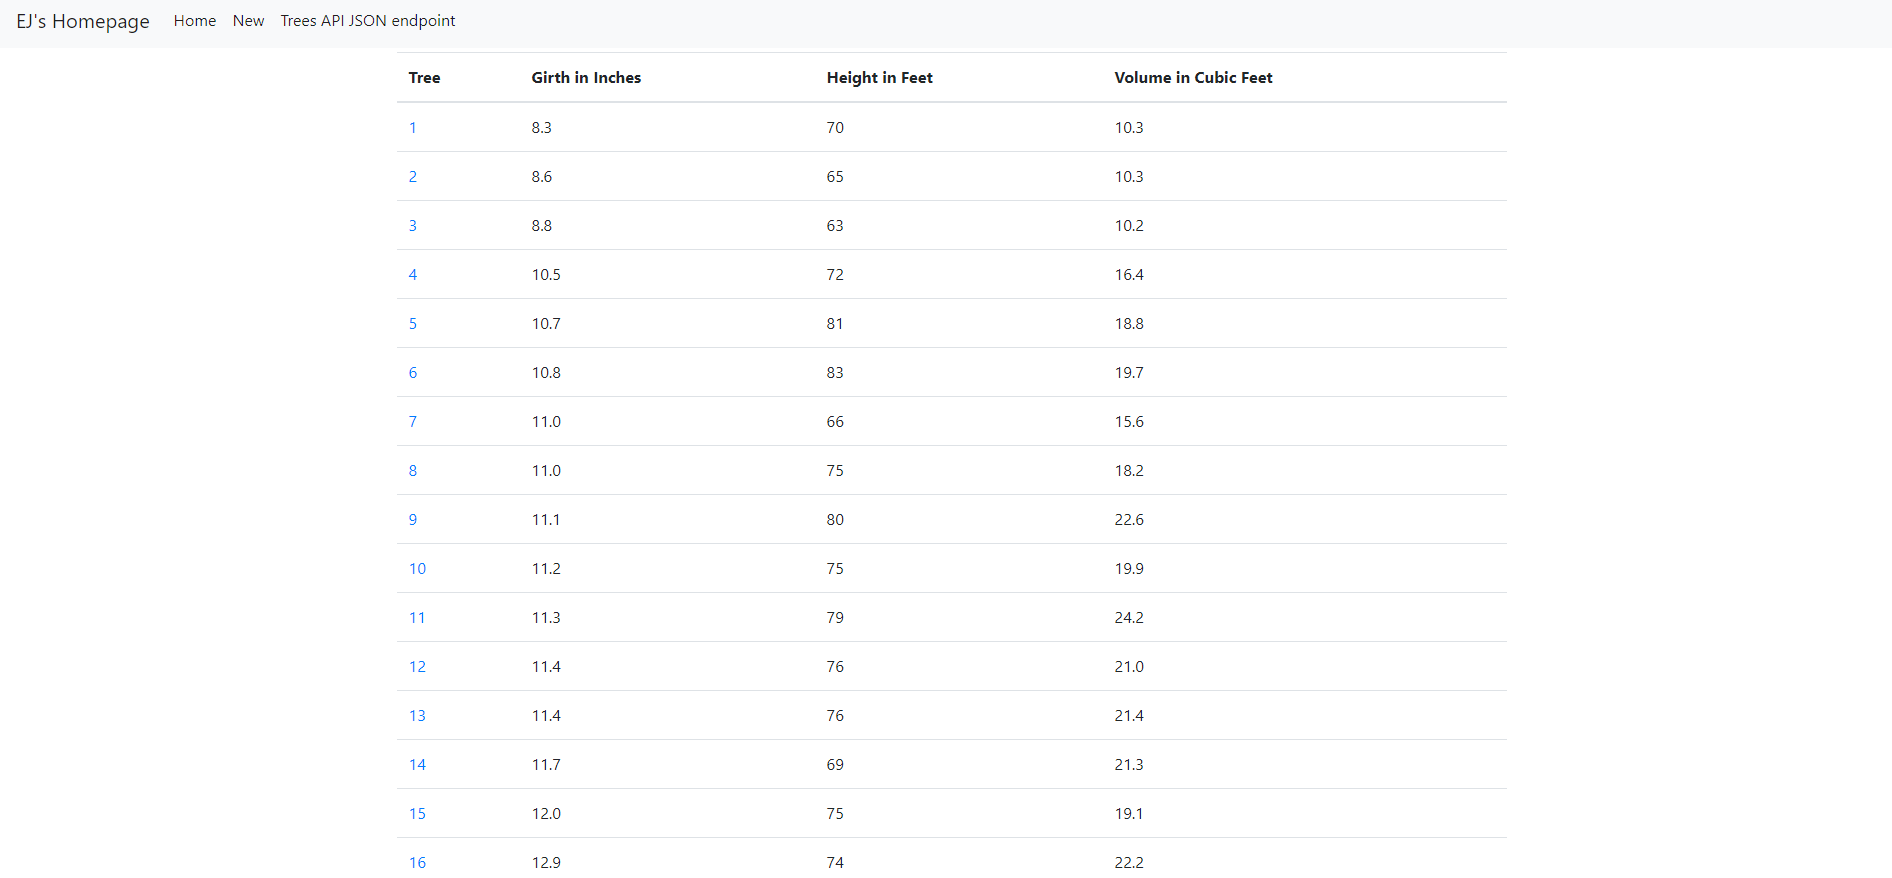 EJ's Homepage Home New Trees API JSON endpoint
Tree Girth in Inches Height in Feet Volume in Cubic Feet
1 8.3 70 10.3
2 8.6 65 10.3
3 8.8 63 10.2
4 10.5 72 16.4
5 10.7 81 18.8
6 10.8 83 19.7
7 11.0 66 15.6
8 11.0 75 18.2
9 11.1 80 22.6
10 11.2 75 19.9
11 11.3 79 24.2
12 11.4 76 21.0
13 11.4 76 21.4
14 11.7 69 21.3
15 12.0 75 19.1
16 12.9 74 22.2